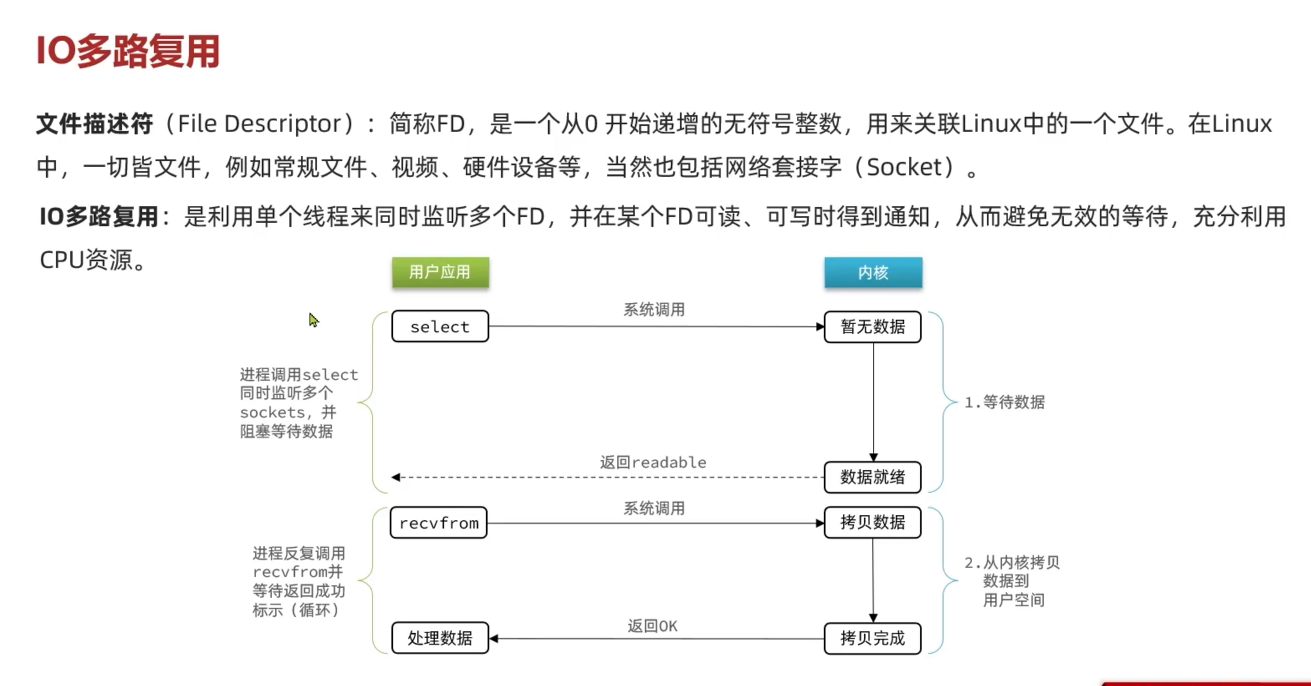 IO多路复用
文件描述符（File Descriptor）：简称FD，是一个从0 开始递增的无符号整数，用来关联Linux中的一个文件。在Linux
中，一切皆文件，例如常规文件、视频、硬件设备等，当然也包括网络套接字（Socket）。
IO多路复用：是利用单个线程来同时监听多个FD，并在某个FD可读、可写时得到通知，从而避免无效的等待，充分利用
CPU资源。
用户应用
内核
select
系统调用
暂无数据
进程调用select
同时监听多个
sockets，并
阻塞等待数据
1.等待数据
返回readable
数据就绪
recvfrom
系统调用
拷贝数据
进程反复调用
recvfrom并
等待返回成功
标示（循环）
2.从内核拷贝
数据到
用户空间
处理数据
返回OK
拷贝完成